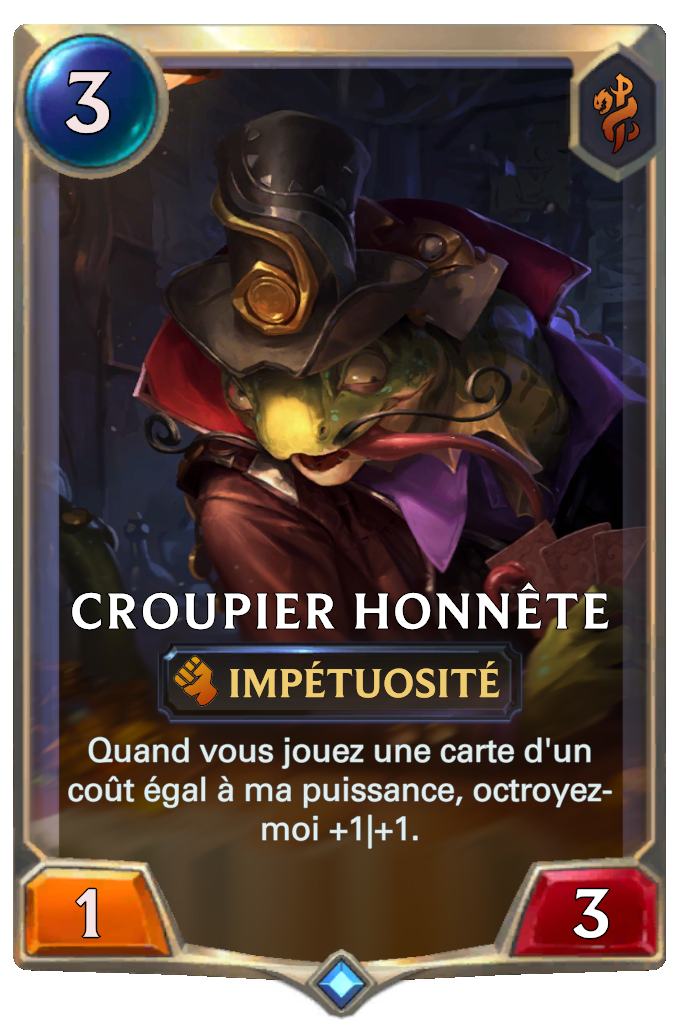 3
CROUPIER HONNÊTE
IMPÉTUOSITÉ
Quand vous jouez une carte d'un
coût égal à ma puissance, octroyez-
moi +1|+1.
1
3